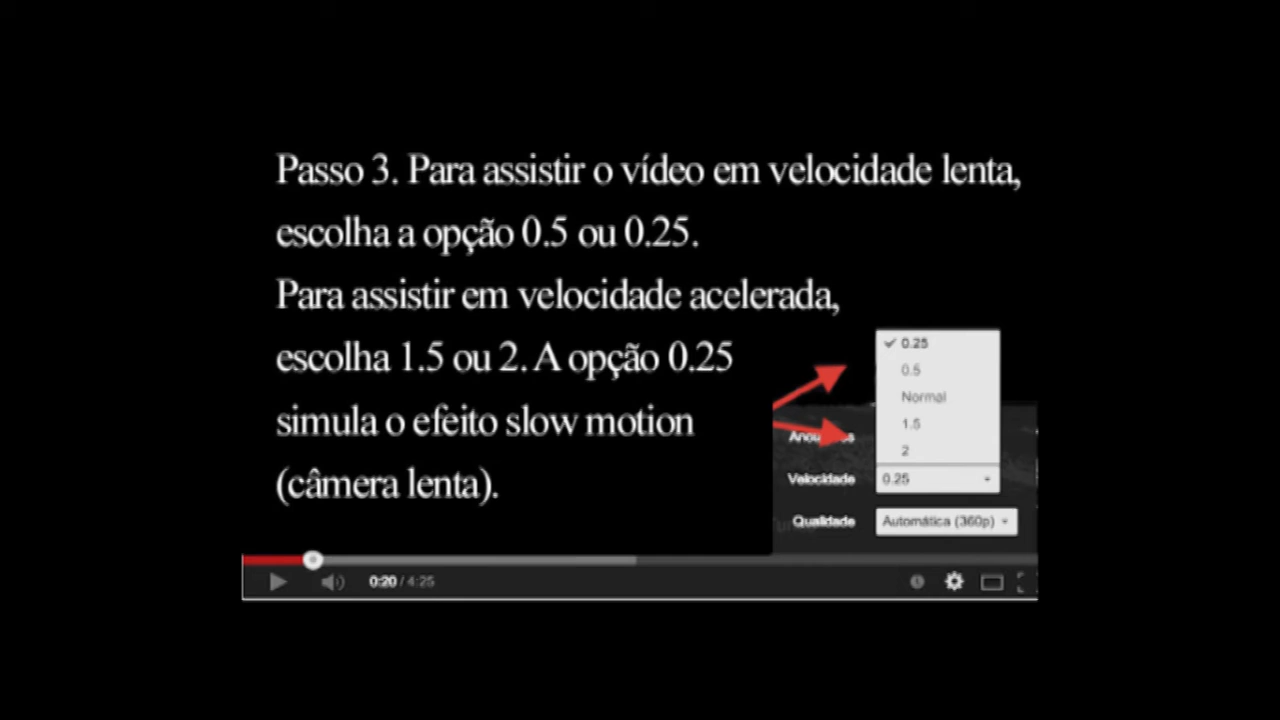 Passo 3. Para assistir o vídeo em velocidade lenta,
escolha a opção 0.5 ou 0.25.
Para assistir em velocidade acelerada,
escolha 1.5 ou 2. A opção 0.25
simula o efeito slow motion
(câmera lenta).
0.25
0.5
Normal
1.5
2
Velocidade 0.25
Qualidade Automática (360p)
0:20 / 4:25